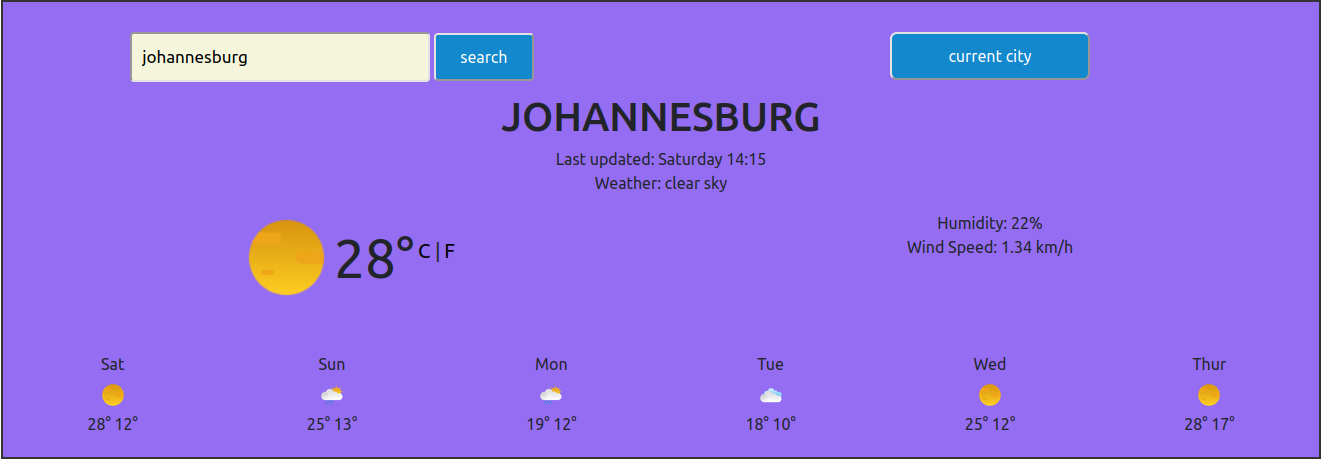 johannesburg search current city
JOHANNESBURG
Last updated: Saturday 14:15
Weather: clear sky
28° C | F
Humidity: 22%
Wind Speed: 1.34 km/h
Sat Sun Mon Tue Wed Thur
28° 12° 25° 13° 19° 12° 18° 10° 25° 12° 28° 17°